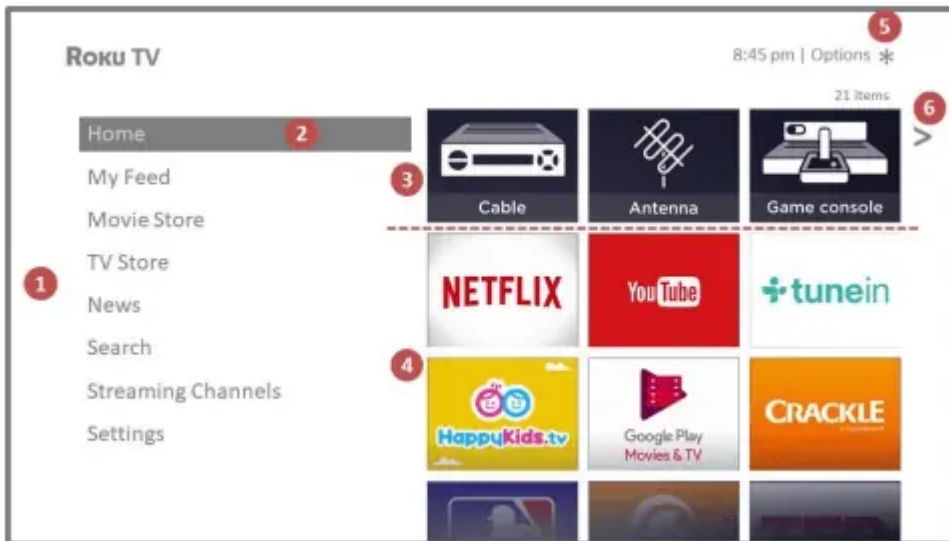 5
ROKU TV
8:45 pm | Options *
21 Items
6
>
Home 2
My Feed
Movie Store
1
TV Store
News
Search
Streaming Channels
Settings
3
Cable
Antenna
Game console
NETFLIX
YouTube
tunein
4
HappyKids.tv
Google Play
Movies & TV
CRACKLE